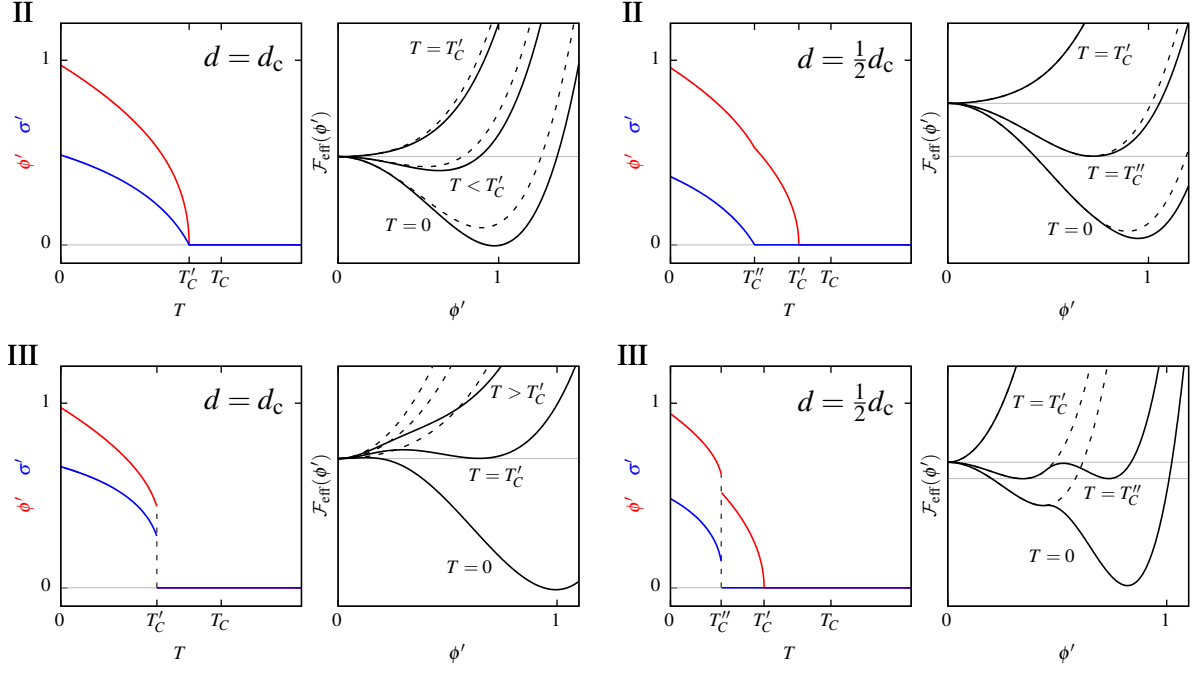 II
d = d_c
1
0
ϕ′ σ′
0
T′_C
T_C
T
T = T′_C
T < T′_C
T = 0
ℱ_eff(ϕ′)
0
1
ϕ′
II
d = ½d_c
1
0
ϕ′ σ′
0
T″_C
T′_C
T_C
T
T = T′_C
T = T″_C
T = 0
ℱ_eff(ϕ′)
0
1
ϕ′
III
d = d_c
1
0
ϕ′ σ′
0
T′_C
T_C
T
T > T′_C
T = T′_C
T = 0
ℱ_eff(ϕ′)
0
1
ϕ′
III
d = ½d_c
1
0
ϕ′ σ′
0
T″_C
T′_C
T_C
T
T = T′_C
T = T″_C
T = 0
ℱ_eff(ϕ′)
0
1
ϕ′